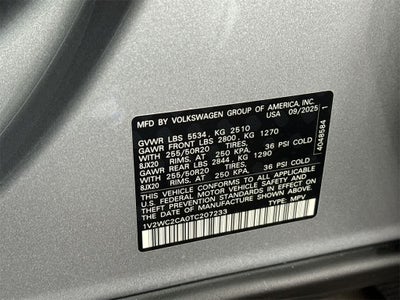 MFD BY VOLKSWAGEN GROUP OF AMERICA, INC.
USA 09/2025
GVWR LBS 5534, KG 2510
GAWR FRONT LBS 2800, KG 1270
WITH 255/50R20
8JX20 RIMS, AT 250 KPA, 36 PSI COLD
GAWR REAR LBS 2844, KG 1290
WITH 255/50R20
8JX20 RIMS, AT 250 KPA, 36 PSI COLD
THIS VEHICLE CONFORMS TO ALL APPLICABLE
U.S. FEDERAL MOTOR VEHICLE SAFETY AND
THEFT PREVENTION STANDARDS IN EFFECT ON
THE DATE OF MANUFACTURE SHOWN ABOVE.
1V2WC2CA0TC207233 TYPE: MPV
4048584 1